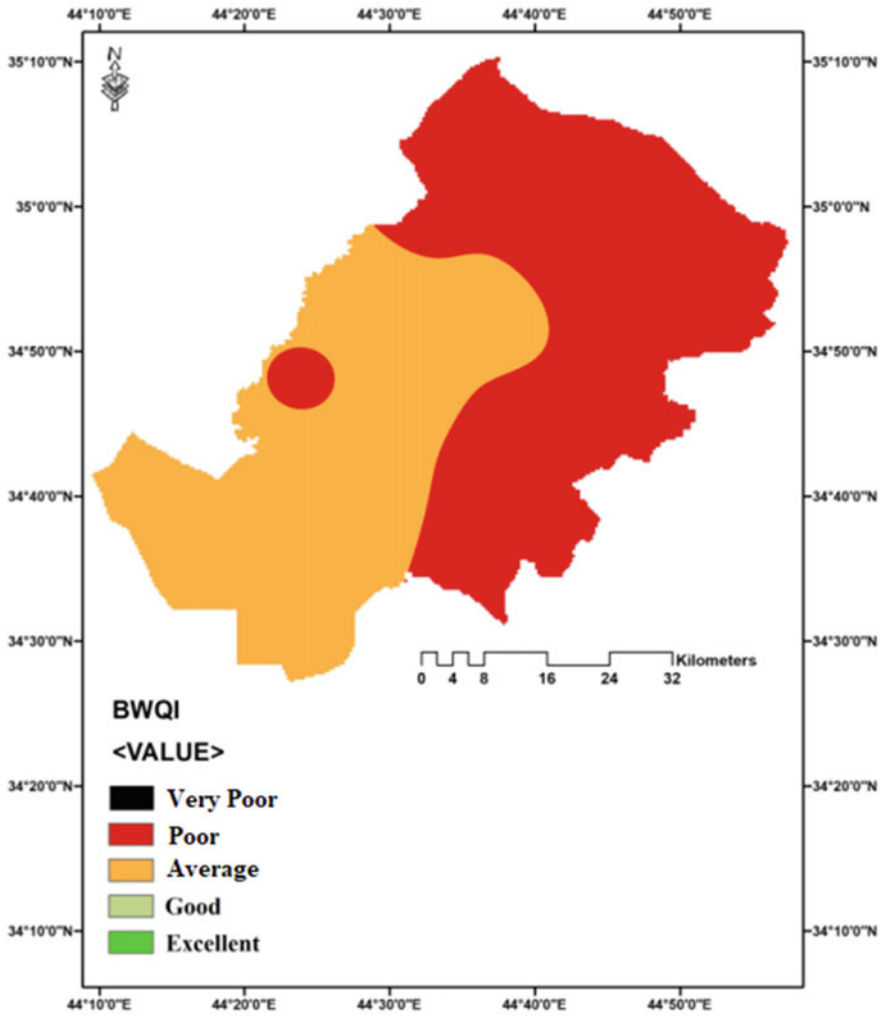 44°10'0"E 44°20'0"E 44°30'0"E 44°40'0"E 44°50'0"E
N
35°10'0"N 35°10'0"N
35°0'0"N 35°0'0"N
34°50'0"N 34°50'0"N
34°40'0"N 34°40'0"N
34°30'0"N 34°30'0"N
Kilometers
0 4 8 16 24 32
BWQI
<VALUE>
34°20'0"N 34°20'0"N
Very Poor
Poor
Average
Good
34°10'0"N 34°10'0"N
Excellent
44°10'0"E 44°20'0"E 44°30'0"E 44°40'0"E 44°50'0"E